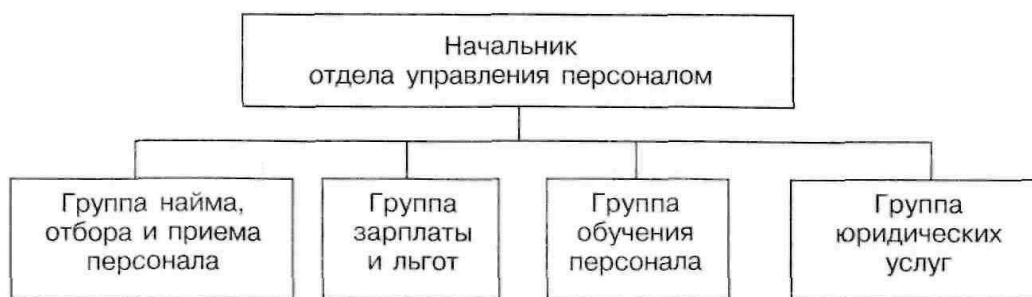 Начальник
отдела управления персоналом
Группа найма,
отбора и приема
персонала
Группа
зарплаты
и льгот
Группа
обучения
персонала
Группа
юридических
услуг